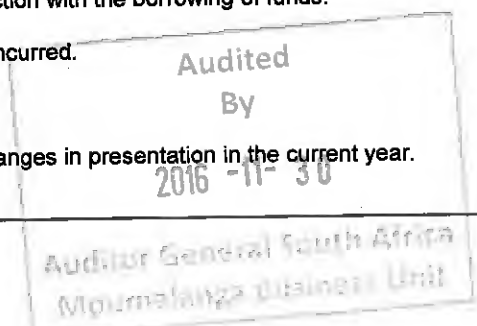 ction with the borrowing of funds.
ncurred.
Audited
By
anges in presentation in the current year.
2016 -11- 30
Auditor General South Africa
Mpumalanga Business Unit